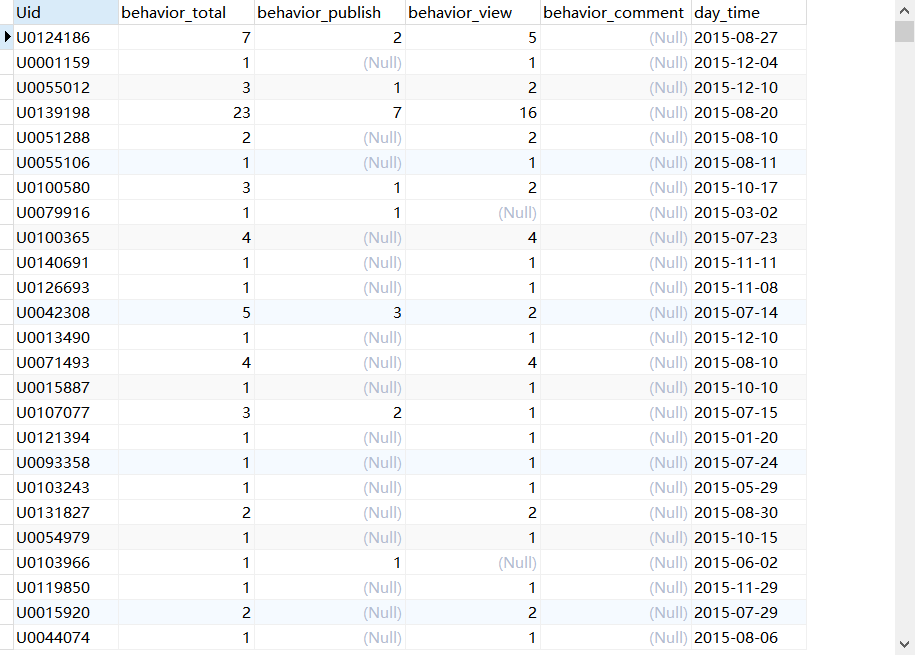 Uid behavior_total behavior_publish behavior_view behavior_comment day_time
U0124186 7 2 5 (Null) 2015-08-27
U0001159 1 (Null) 1 (Null) 2015-12-04
U0055012 3 1 2 (Null) 2015-12-10
U0139198 23 7 16 (Null) 2015-08-20
U0051288 2 (Null) 2 (Null) 2015-08-10
U0055106 1 (Null) 1 (Null) 2015-08-11
U0100580 3 1 2 (Null) 2015-10-17
U0079916 1 1 (Null) (Null) 2015-03-02
U0100365 4 (Null) 4 (Null) 2015-07-23
U0140691 1 (Null) 1 (Null) 2015-11-11
U0126693 1 (Null) 1 (Null) 2015-11-08
U0042308 5 3 2 (Null) 2015-07-14
U0013490 1 (Null) 1 (Null) 2015-12-10
U0071493 4 (Null) 4 (Null) 2015-08-10
U0015887 1 (Null) 1 (Null) 2015-10-10
U0107077 3 2 1 (Null) 2015-07-15
U0121394 1 (Null) 1 (Null) 2015-01-20
U0093358 1 (Null) 1 (Null) 2015-07-24
U0103243 1 (Null) 1 (Null) 2015-05-29
U0131827 2 (Null) 2 (Null) 2015-08-30
U0054979 1 (Null) 1 (Null) 2015-10-15
U0103966 1 1 (Null) (Null) 2015-06-02
U0119850 1 (Null) 1 (Null) 2015-11-29
U0015920 2 (Null) 2 (Null) 2015-07-29
U0044074 1 (Null) 1 (Null) 2015-08-06